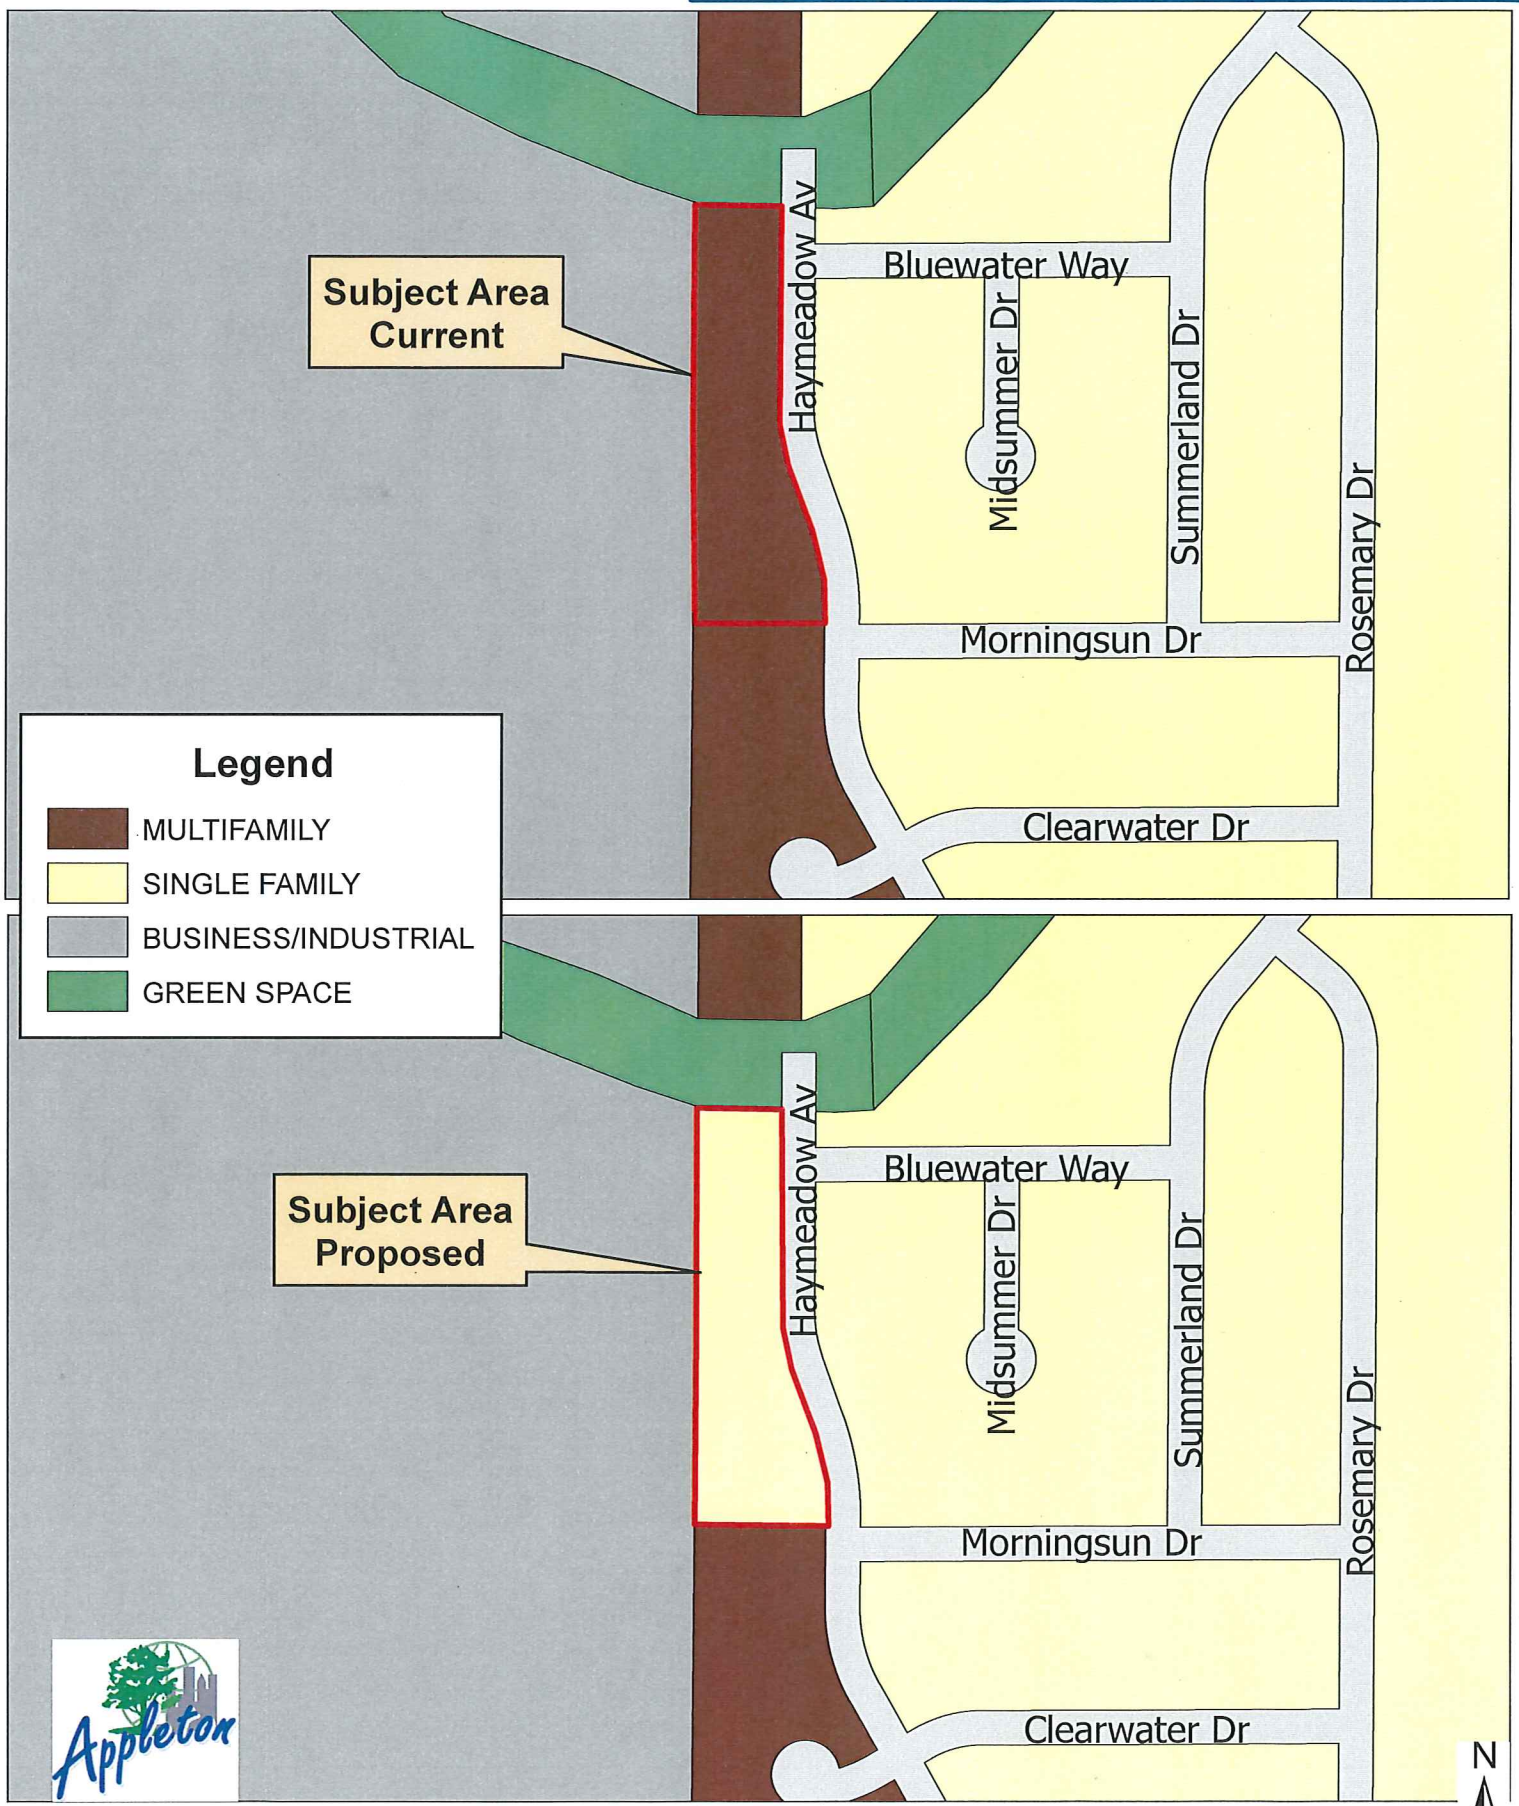 Haymeadow Av
Bluewater Way
Subject Area
Current
Midsummer Dr
Summerland Dr
Rosemary Dr
Morningsun Dr
Legend
MULTIFAMILY
SINGLE FAMILY
BUSINESS/INDUSTRIAL
GREEN SPACE
Clearwater Dr
Haymeadow Av
Bluewater Way
Subject Area
Proposed
Midsummer Dr
Summerland Dr
Rosemary Dr
Morningsun Dr
Appleton
Clearwater Dr
N